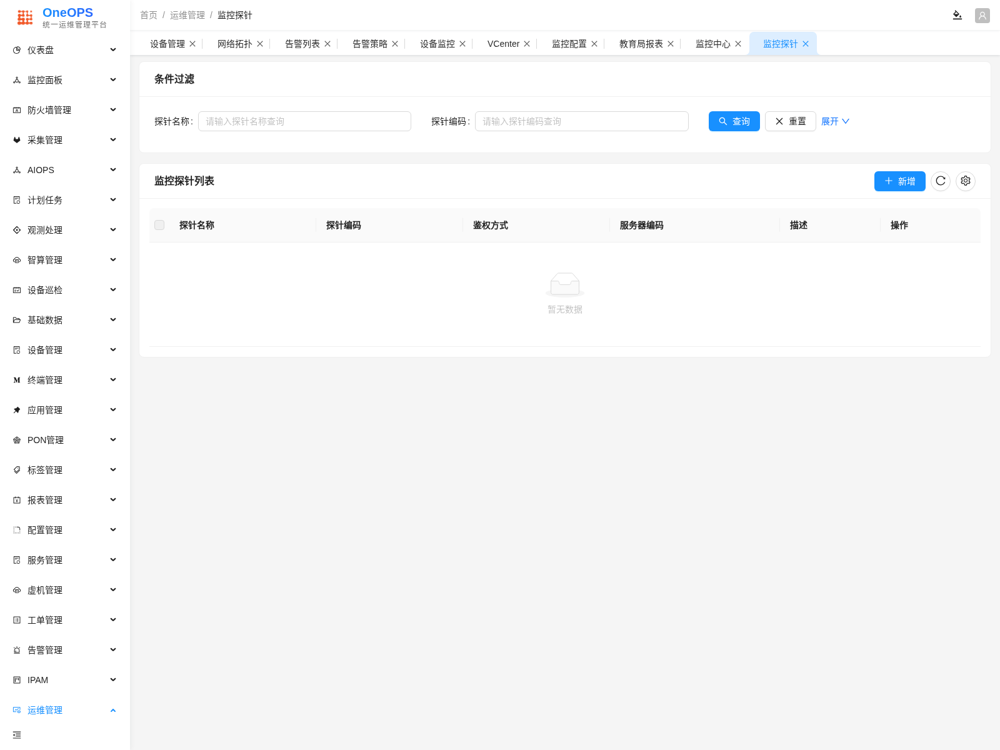 OneOPS
统一运维管理平台
仪表盘
监控面板
防火墙管理
采集管理
AIOPS
计划任务
观测处理
智算管理
设备巡检
基础数据
设备管理
终端管理
应用管理
PON管理
标签管理
报表管理
配置管理
服务管理
虚机管理
工单管理
告警管理
IPAM
运维管理
首页 / 运维管理 / 监控探针
设备管理 网络拓扑 告警列表 告警策略 设备监控 VCenter 监控配置 教育局报表 监控中心 监控探针
条件过滤
探针名称: 请输入探针名称查询 探针编码: 请输入探针编码查询 查询 重置 展开
监控探针列表 新增
探针名称 探针编码 鉴权方式 服务器编码 描述 操作
暂无数据